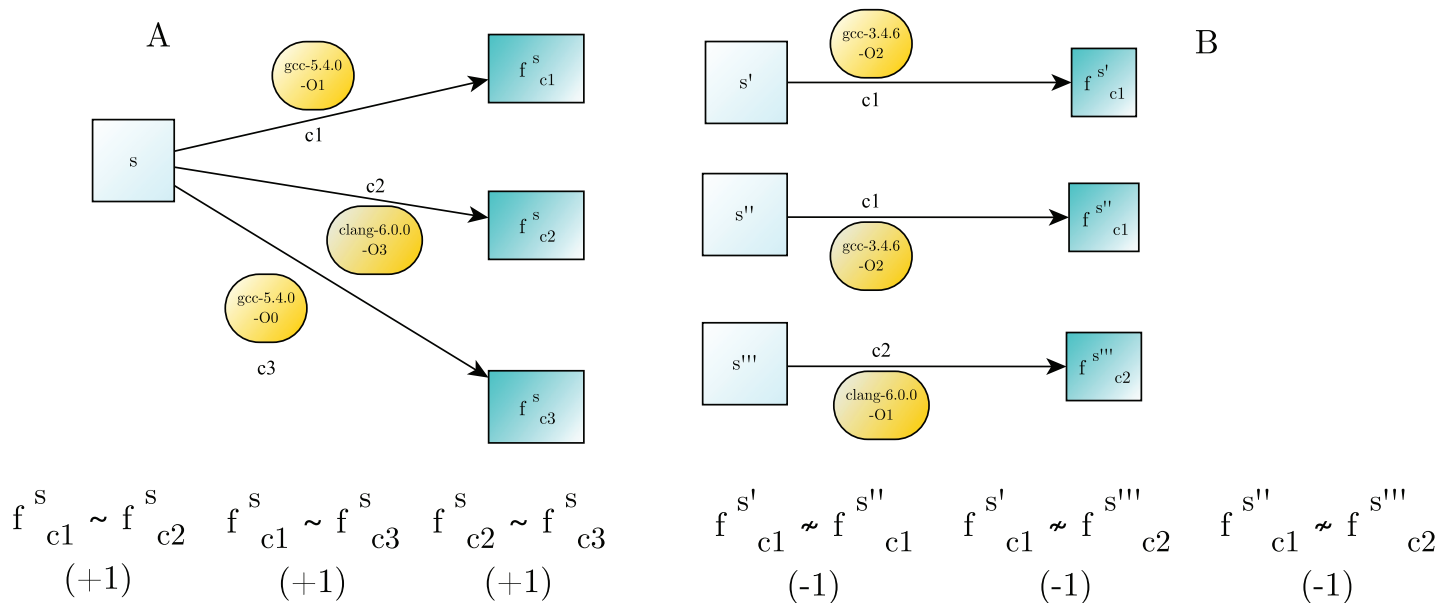 A
gcc-5.4.0
-O1
c1
f s c1
s
c2
clang-6.0.0
-O3
f s c2
gcc-5.4.0
-O0
c3
f s c3
f s c1 ~ f s c2
(+1)
f s c1 ~ f s c3
(+1)
f s c2 ~ f s c3
(+1)
B
s'
gcc-3.4.6
-O2
c1
f s' c1
s''
c1
gcc-3.4.6
-O2
f s'' c1
s'''
c2
clang-6.0.0
-O1
f s''' c2
f s' c1 ≁ f s'' c1
(-1)
f s' c1 ≁ f s''' c2
(-1)
f s'' c1 ≁ f s''' c2
(-1)